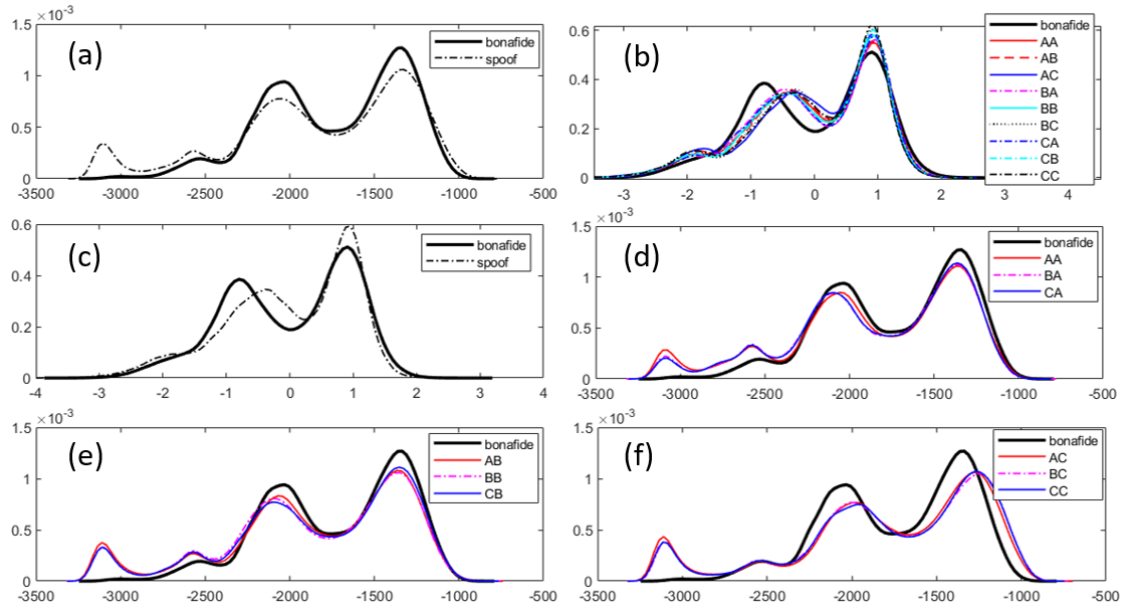 ×10⁻³
(a)
1.5
1
0.5
0
-3500 -3000 -2500 -2000 -1500 -1000 -500
bonafide
spoof
(b)
0.6
0.4
0.2
0
-3 -2 -1 0 1 2 3 4
bonafide
AA
AB
AC
BA
BB
BC
CA
CB
CC
(c)
0.6
0.4
0.2
0
-4 -3 -2 -1 0 1 2 3 4
bonafide
spoof
×10⁻³
(d)
1.5
1
0.5
0
-3500 -3000 -2500 -2000 -1500 -1000 -500
bonafide
AA
BA
CA
×10⁻³
(e)
1.5
1
0.5
0
-3500 -3000 -2500 -2000 -1500 -1000 -500
bonafide
AB
BB
CB
×10⁻³
(f)
1.5
1
0.5
0
-3500 -3000 -2500 -2000 -1500 -1000 -500
bonafide
AC
BC
CC